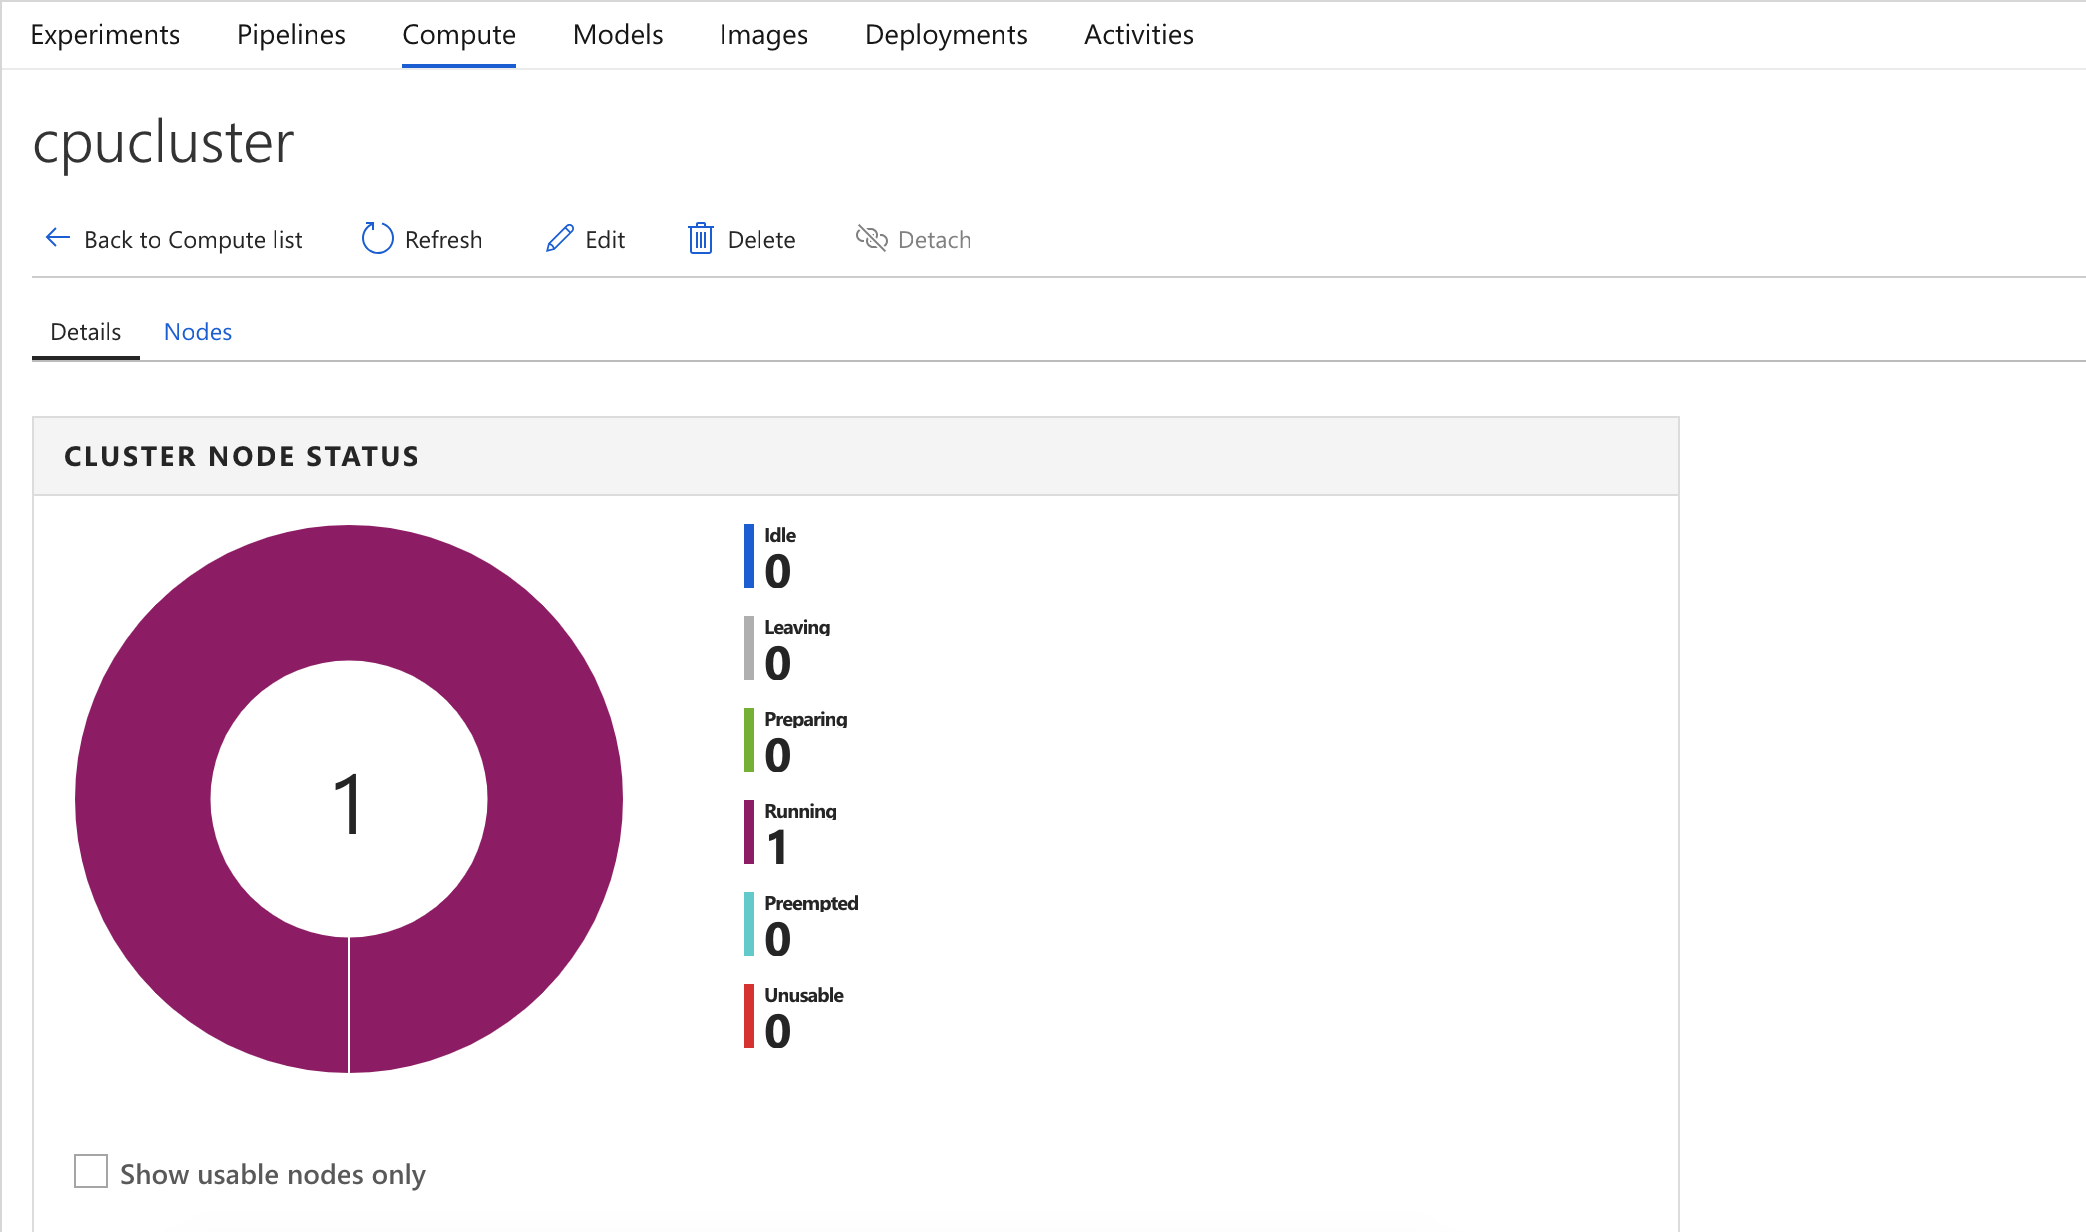 Experiments Pipelines Compute Models Images Deployments Activities
cpucluster
Back to Compute list Refresh Edit Delete Detach
Details Nodes
CLUSTER NODE STATUS
1
Idle
0
Leaving
0
Preparing
0
Running
1
Preempted
0
Unusable
0
Show usable nodes only